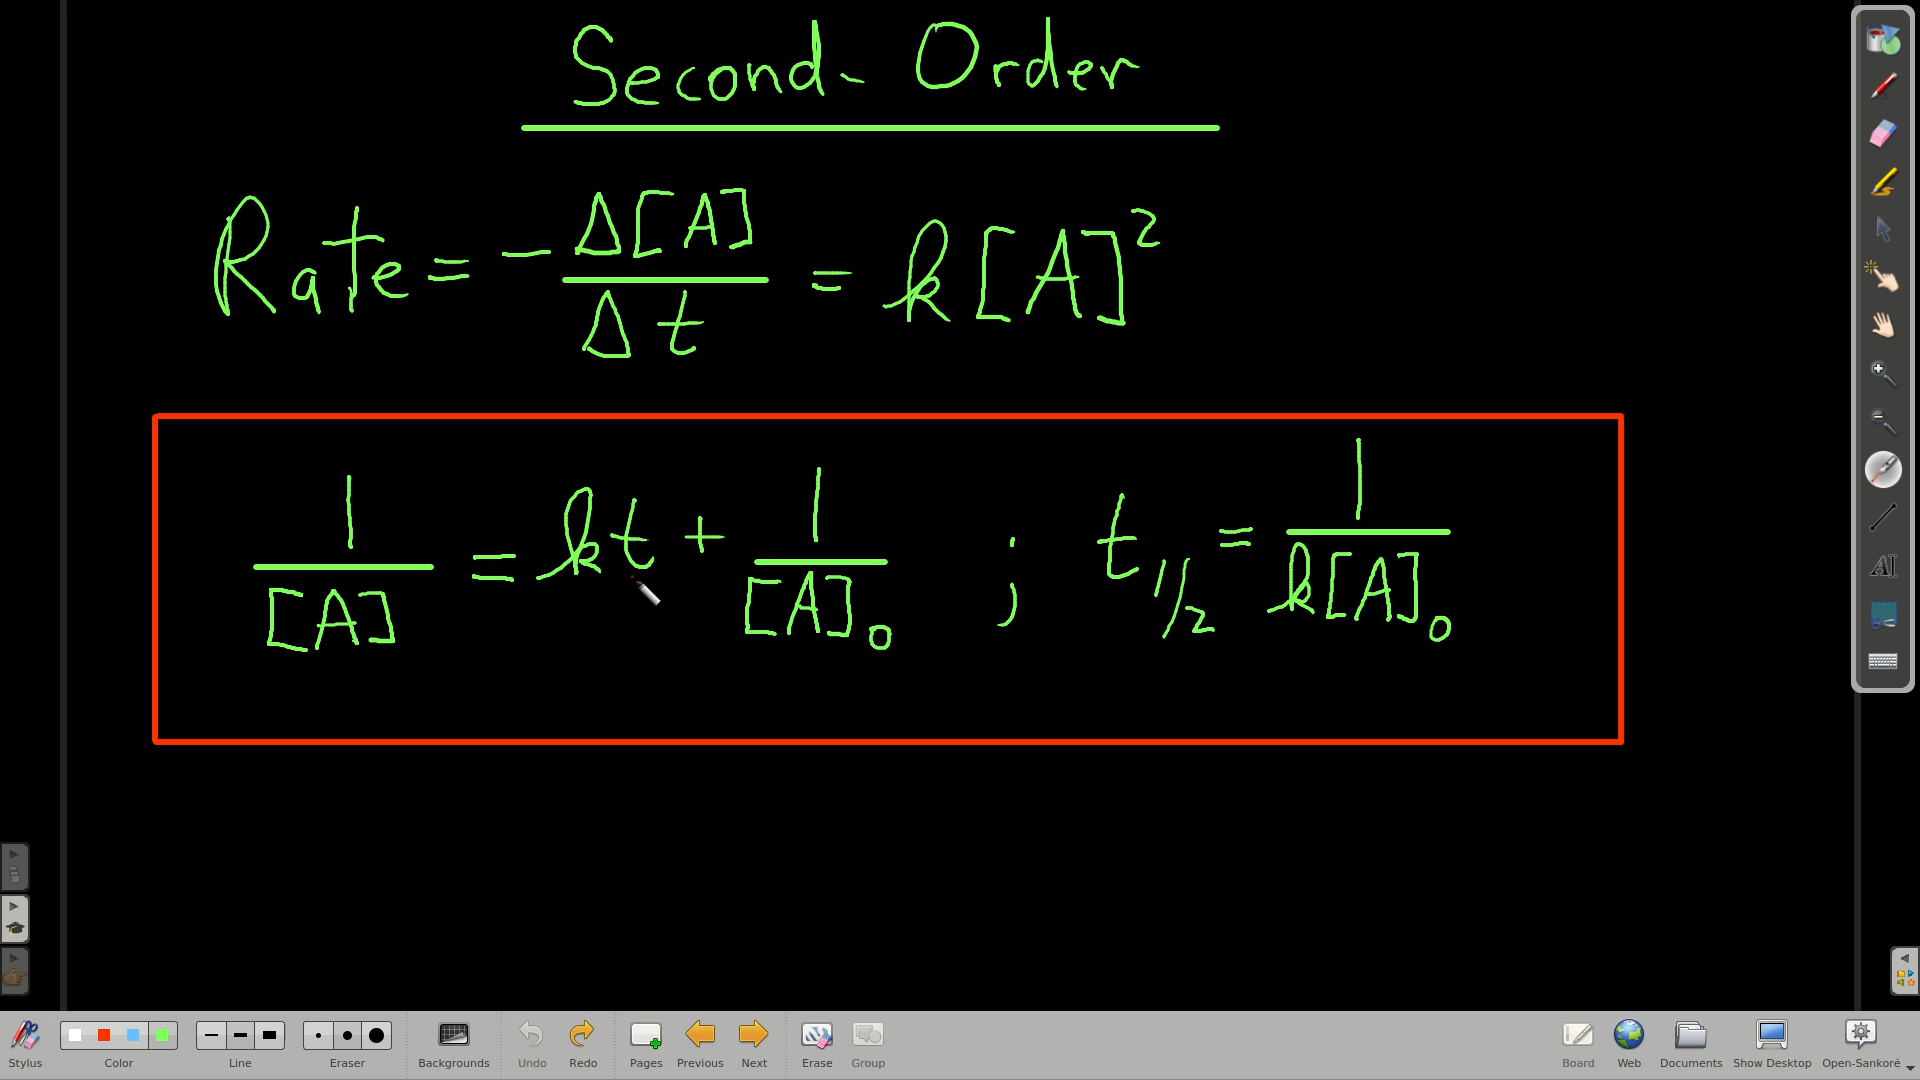 Second-Order
Rate = - Δ[A]/Δt = k[A]²
1/[A] = kt + 1/[A]₀ ; t₁/₂ = 1/k[A]₀
Stylus Color Line Eraser Backgrounds Undo Redo Pages Previous Next Erase Group Board Web Documents Show Desktop Open-Sankoré